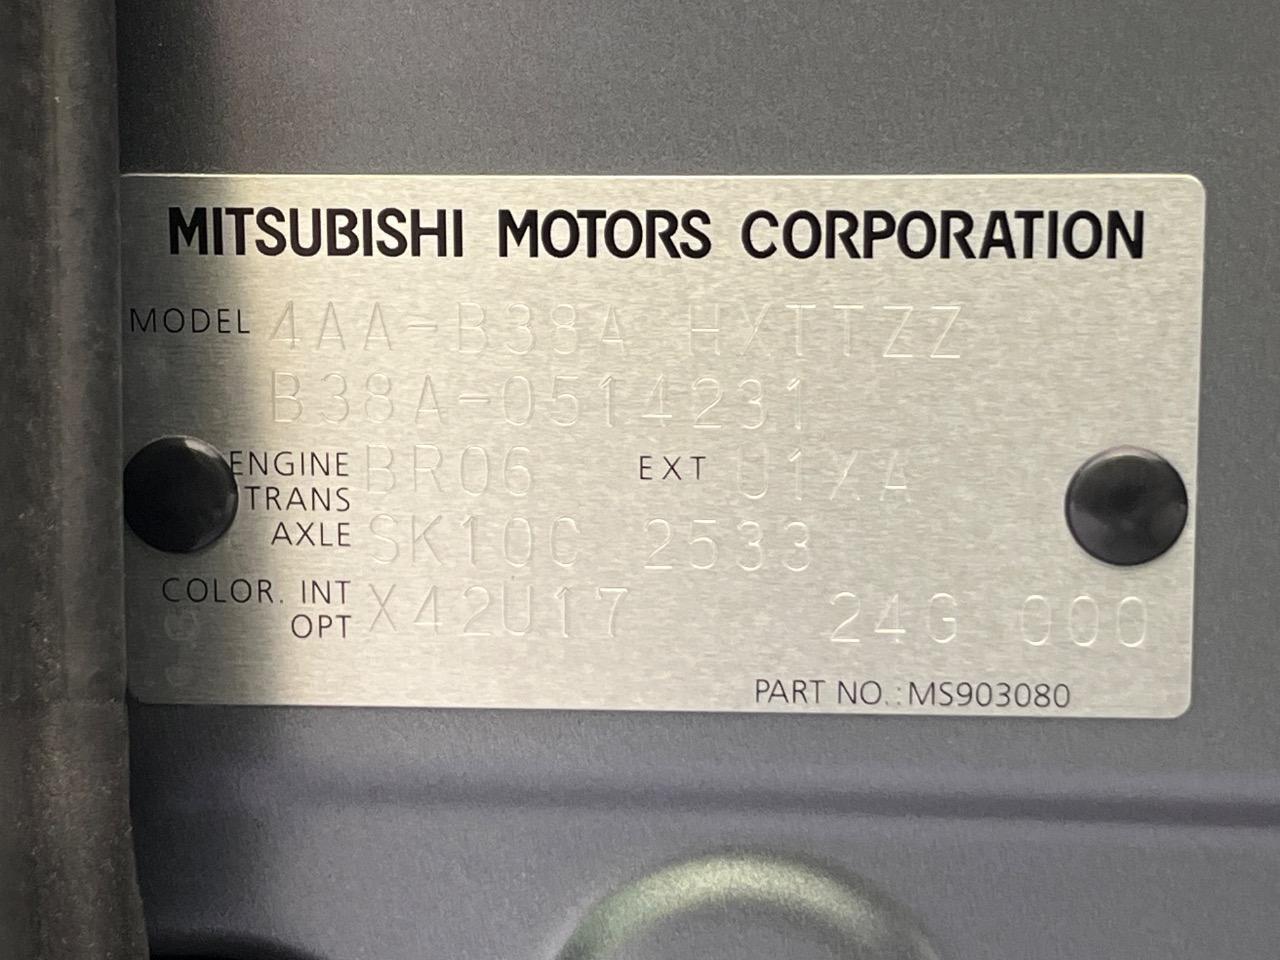 MITSUBISHI MOTORS CORPORATION
MODEL 4AA-B38A HXTTZZ
B38A-0514231
ENGINE BR06 EXT U1XA
TRANS
AXLE SK10C 2533
COLOR. INT
OPT X42U17 24G 000
PART NO.:MS903080